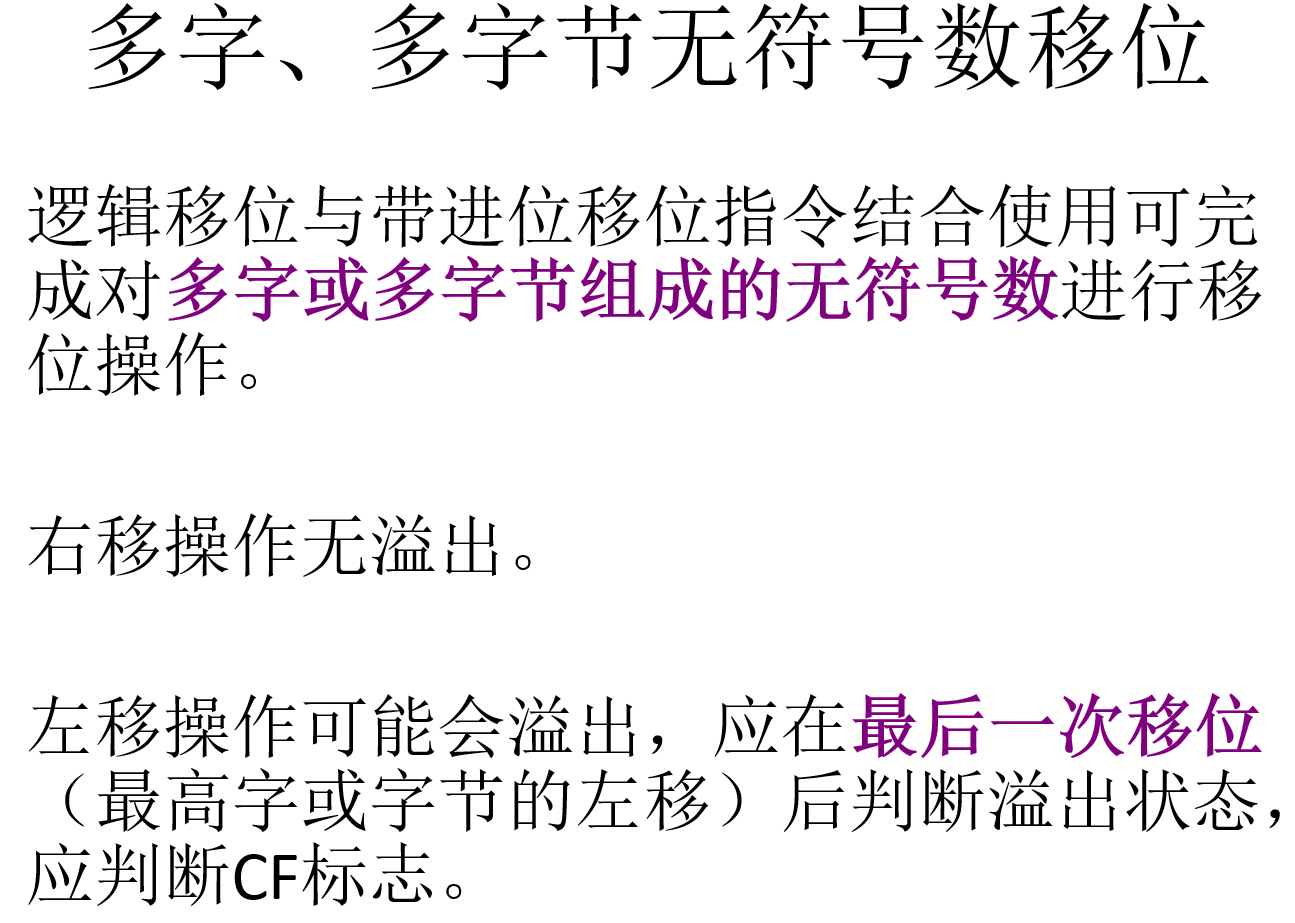 多字、多字节无符号数移位
逻辑移位与带进位移位指令结合使用可完
成对多字或多字节组成的无符号数进行移
位操作。
右移操作无溢出。
左移操作可能会溢出，应在最后一次移位
（最高字或字节的左移）后判断溢出状态，
应判断CF标志。